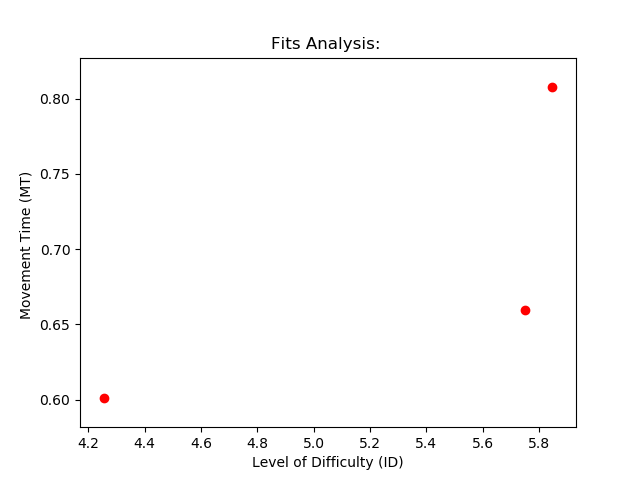 Fits Analysis:
0.80
0.75
0.70
0.65
0.60
Movement Time (MT)
4.2 4.4 4.6 4.8 5.0 5.2 5.4 5.6 5.8
Level of Difficulty (ID)